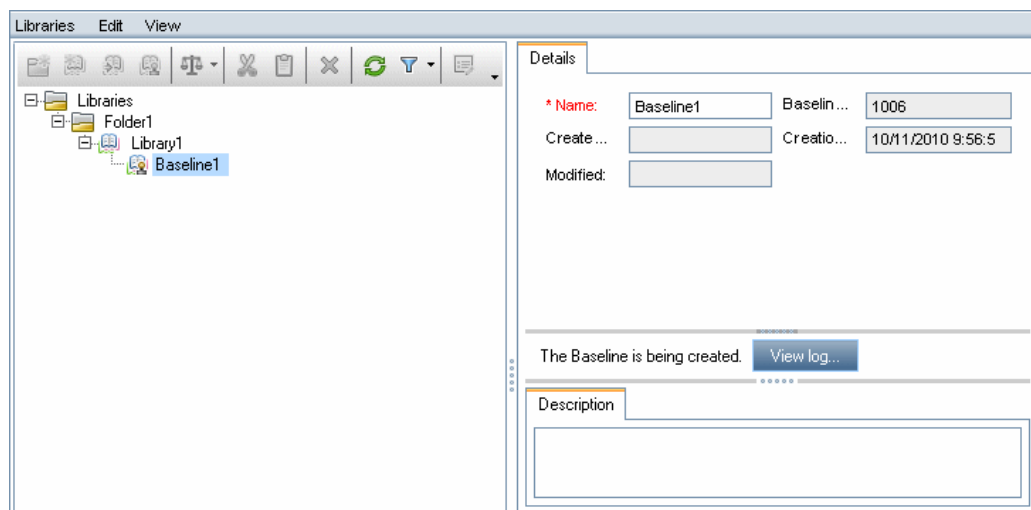 Libraries Edit View
Details
Libraries
Folder1
Library1
Baseline1
* Name: Baseline1 Baselin... 1006
Create ... Creatio... 10/11/2010 9:56:5
Modified:
The Baseline is being created. View log...
Description